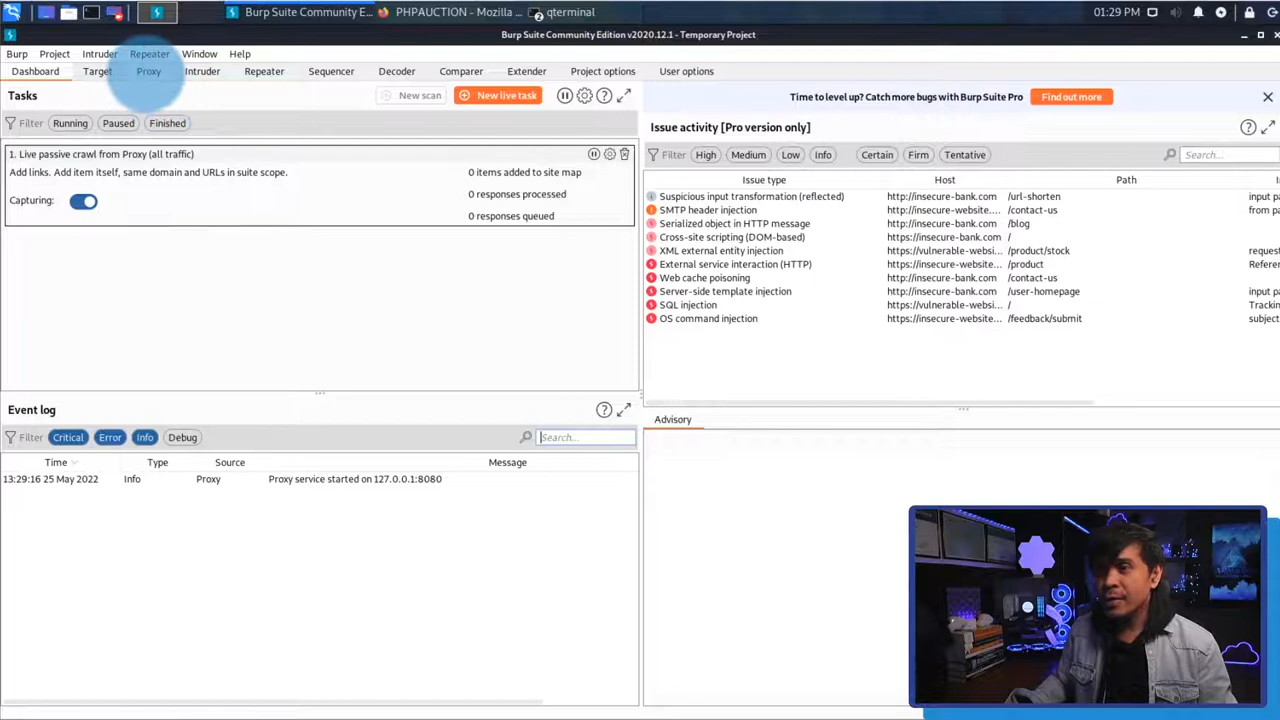 Burp Suite Community E... PHPAUCTION - Mozilla ... 2 qterminal 01:29 PM
Burp Suite Community Edition v2020.12.1 - Temporary Project
Burp Project Intruder Repeater Window Help
Dashboard Target Proxy Intruder Repeater Sequencer Decoder Comparer Extender Project options User options
Tasks New scan New live task
Time to level up? Catch more bugs with Burp Suite Pro Find out more
Filter Running Paused Finished
Issue activity [Pro version only]
Filter High Medium Low Info Certain Firm Tentative Search...
1. Live passive crawl from Proxy (all traffic)
Add links. Add item itself, same domain and URLs in suite scope. 0 items added to site map
Capturing: 0 responses processed
0 responses queued
Issue type Host Path
Suspicious input transformation (reflected) http://insecure-bank.com /url-shorten input pa
SMTP header injection http://insecure-website.... /contact-us from pa
Serialized object in HTTP message http://insecure-bank.com /blog
Cross-site scripting (DOM-based) http://insecure-bank.com /
XML external entity injection https://vulnerable-websi... /product/stock request
External service interaction (HTTP) https://insecure-website... /product Refere
Web cache poisoning http://insecure-bank.com /contact-us
Server-side template injection http://insecure-bank.com /user-homepage input pa
SQL injection https://vulnerable-websi... / Trackin
OS command injection https://insecure-website... /feedback/submit subject
Event log
Filter Critical Error Info Debug Search...
Time Type Source Message
13:29:16 25 May 2022 Info Proxy Proxy service started on 127.0.0.1:8080
Advisory